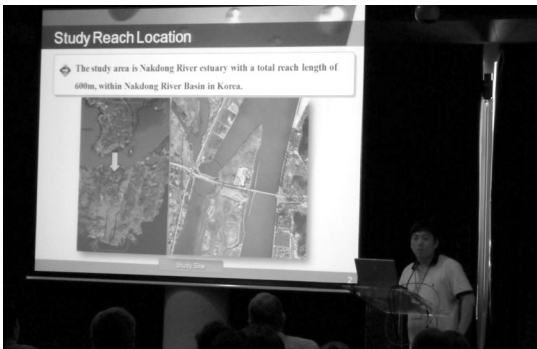 Study Reach Location
The study area is Nakdong River estuary with a total reach length of
600m, within Nakdong River Basin in Korea.
Study Site
2